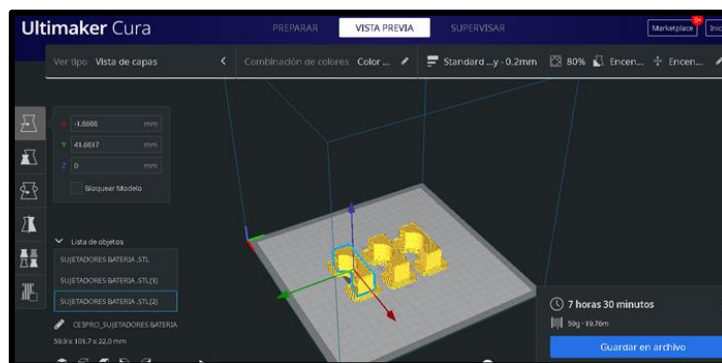 Ultimaker Cura
PREPARAR
VISTA PREVIA
SUPERVISAR
Marketplace
Ver tipo Vista de capas
Combinación de colores Color ...
Standard ...y - 0.2mm
80%
Encen...
Encen...
X -1.6666 mm
Y 41.6617 mm
Z 0 mm
Bloquear Modelo
Lista de objetos
SUJETADORES BATERIA .STL
SUJETADORES BATERIA .STL(1)
SUJETADORES BATERIA .STL(2)
CESPRO_SUJETADORES BATERIA
59.9 x 101.7 x 22.0 mm
7 horas 30 minutos
59g · 19.76m
Guardar en archivo